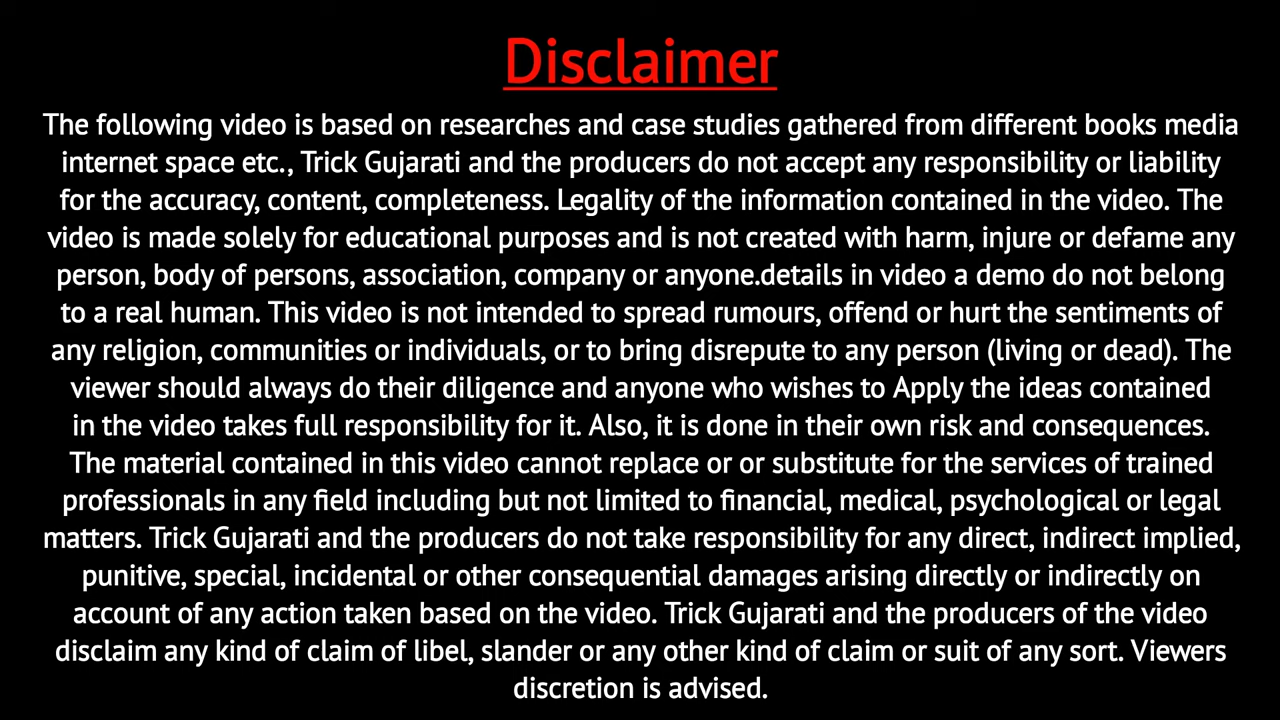 Disclaimer
The following video is based on researches and case studies gathered from different books media
internet space etc., Trick Gujarati and the producers do not accept any responsibility or liability
for the accuracy, content, completeness. Legality of the information contained in the video. The
video is made solely for educational purposes and is not created with harm, injure or defame any
person, body of persons, association, company or anyone.details in video a demo do not belong
to a real human. This video is not intended to spread rumours, offend or hurt the sentiments of
any religion, communities or individuals, or to bring disrepute to any person (living or dead). The
viewer should always do their diligence and anyone who wishes to Apply the ideas contained
in the video takes full responsibility for it. Also, it is done in their own risk and consequences.
The material contained in this video cannot replace or or substitute for the services of trained
professionals in any field including but not limited to financial, medical, psychological or legal
matters. Trick Gujarati and the producers do not take responsibility for any direct, indirect implied,
punitive, special, incidental or other consequential damages arising directly or indirectly on
account of any action taken based on the video. Trick Gujarati and the producers of the video
disclaim any kind of claim of libel, slander or any other kind of claim or suit of any sort. Viewers
discretion is advised.